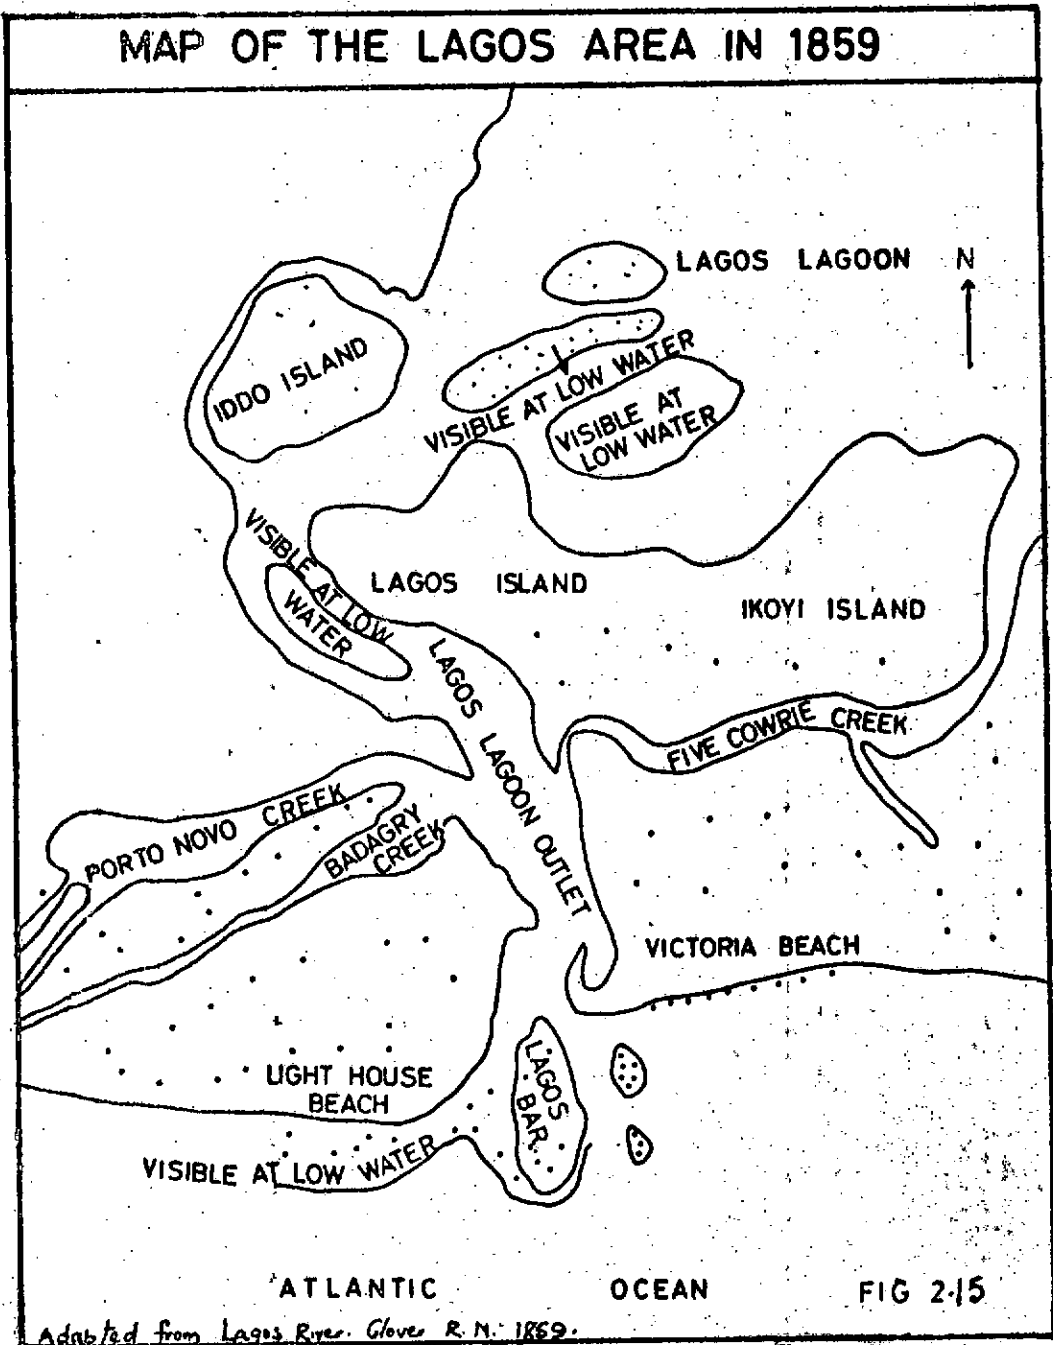 MAP OF THE LAGOS AREA IN 1859
LAGOS LAGOON N
IDDO ISLAND
VISIBLE AT LOW WATER
VISIBLE AT
LOW WATER
VISIBLE AT LOW
WATER
LAGOS ISLAND
IKOYI ISLAND
LAGOS LAGOON OUTLET
FIVE COWRIE CREEK
PORTO NOVO CREEK
BADAGRY
CREEK
VICTORIA BEACH
LIGHT HOUSE
BEACH
LAGOS
BAR
VISIBLE AT LOW WATER
ATLANTIC OCEAN FIG 2.15
Adapted from Lagos River. Glover R.N. 1859.